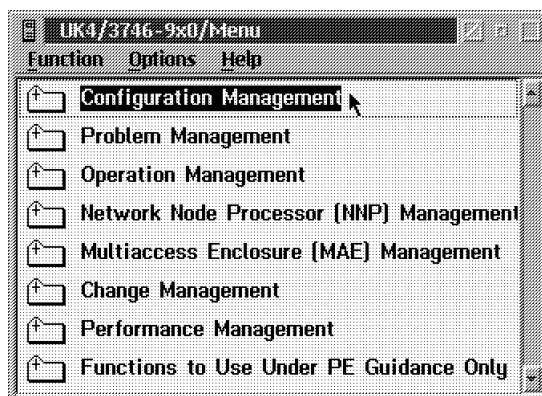 UK4/3746-9x0/Menu
Function Options Help
Configuration Management
Problem Management
Operation Management
Network Node Processor (NNP) Management
Multiaccess Enclosure (MAE) Management
Change Management
Performance Management
Functions to Use Under PE Guidance Only